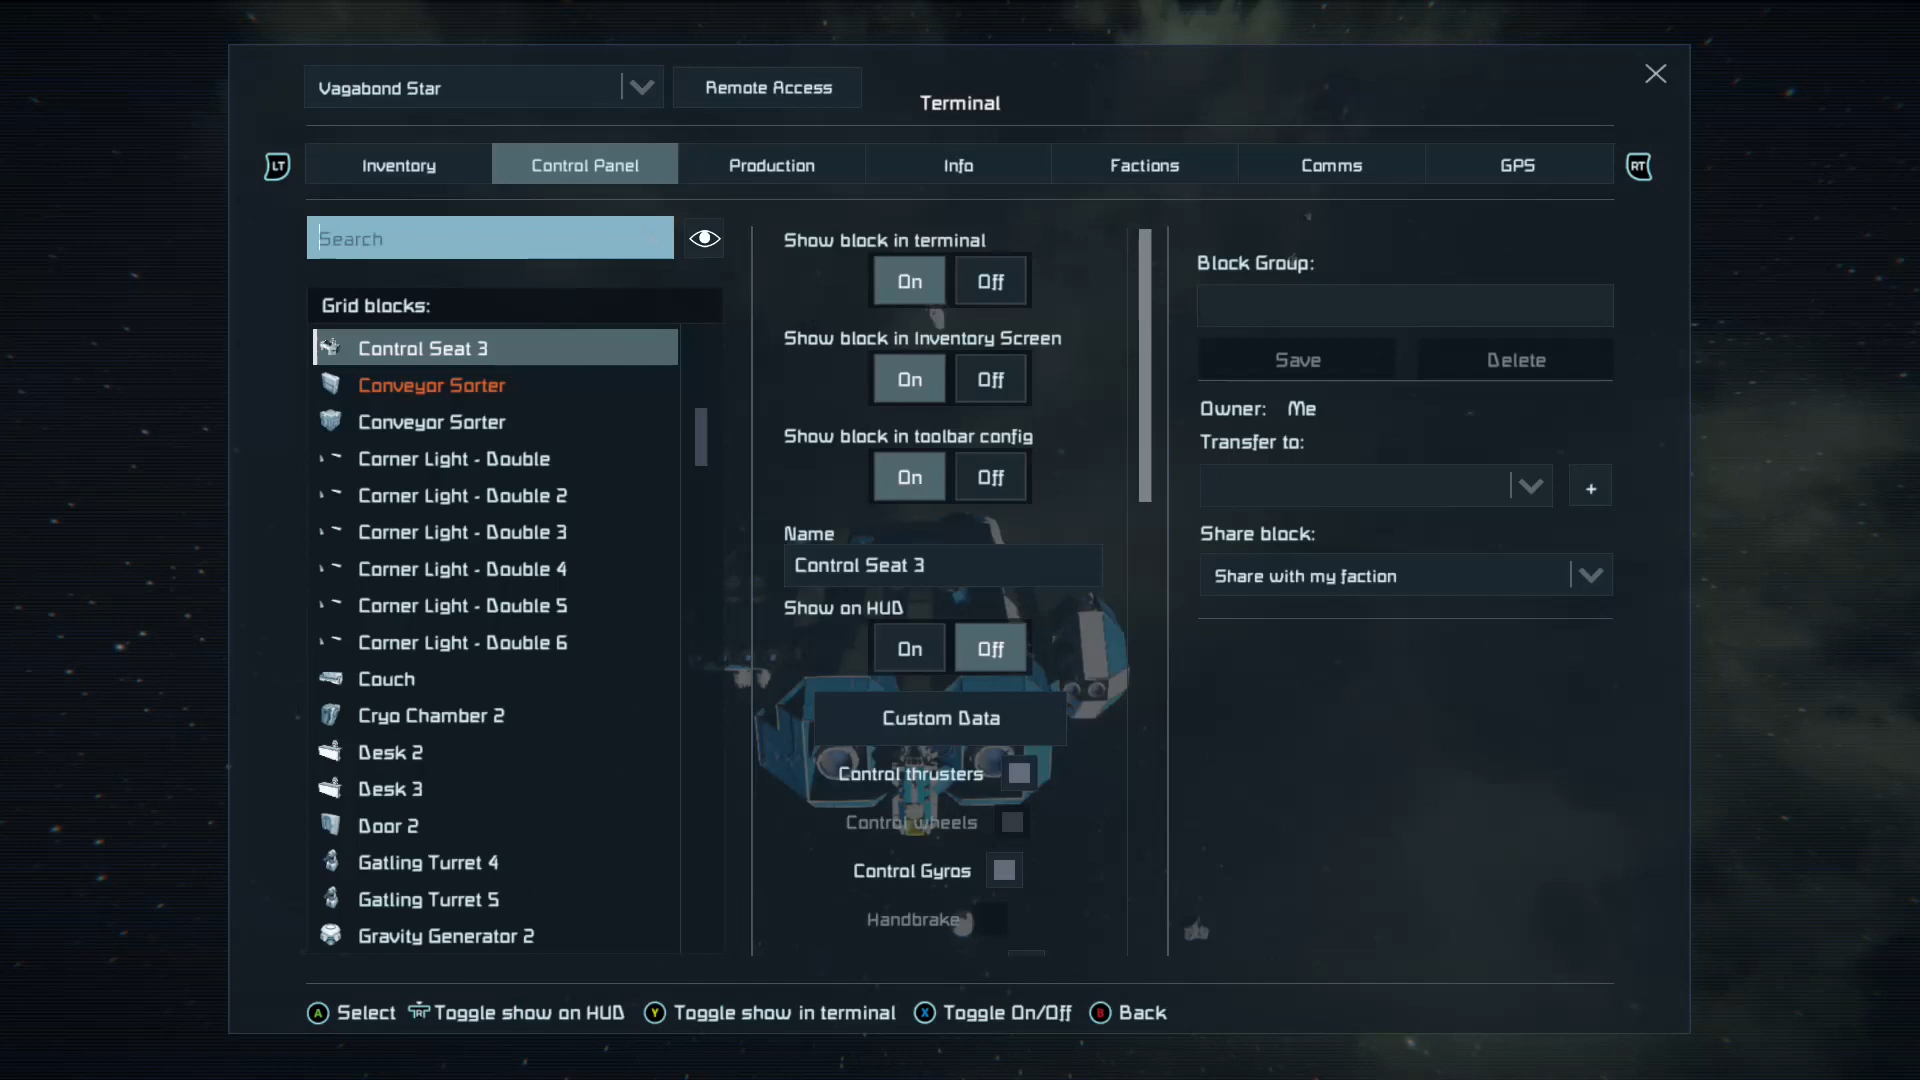 Vagabond Star
Remote Access
Terminal
LT
Inventory
Control Panel
Production
Info
Factions
Comms
GPS
RT
Search
Grid blocks:
Control Seat 3
Conveyor Sorter
Conveyor Sorter
Corner Light - Double
Corner Light - Double 2
Corner Light - Double 3
Corner Light - Double 4
Corner Light - Double 5
Corner Light - Double 6
Couch
Cryo Chamber 2
Desk 2
Desk 3
Door 2
Gatling Turret 4
Gatling Turret 5
Gravity Generator 2
Show block in terminal
On Off
Show block in Inventory Screen
On Off
Show block in toolbar config
On Off
Name
Control Seat 3
Show on HUD
On Off
Custom Data
Control thrusters
Control wheels
Control Gyros
Handbrake
Block Group:
Save Delete
Owner: Me
Transfer to:
+
Share block:
Share with my faction
A Select Toggle show on HUD Y Toggle show in terminal X Toggle On/Off B Back